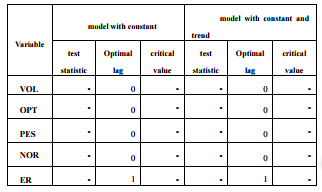 Variable model with constant model with constant and trend
test statistic Optimal lag critical value test statistic Optimal lag critical value
VOL - 0 - - 0 -
OPT - 0 - - 0 -
PES - 0 - - 0 -
NOR - 0 - - 0 -
ER - 1 - - 1 -